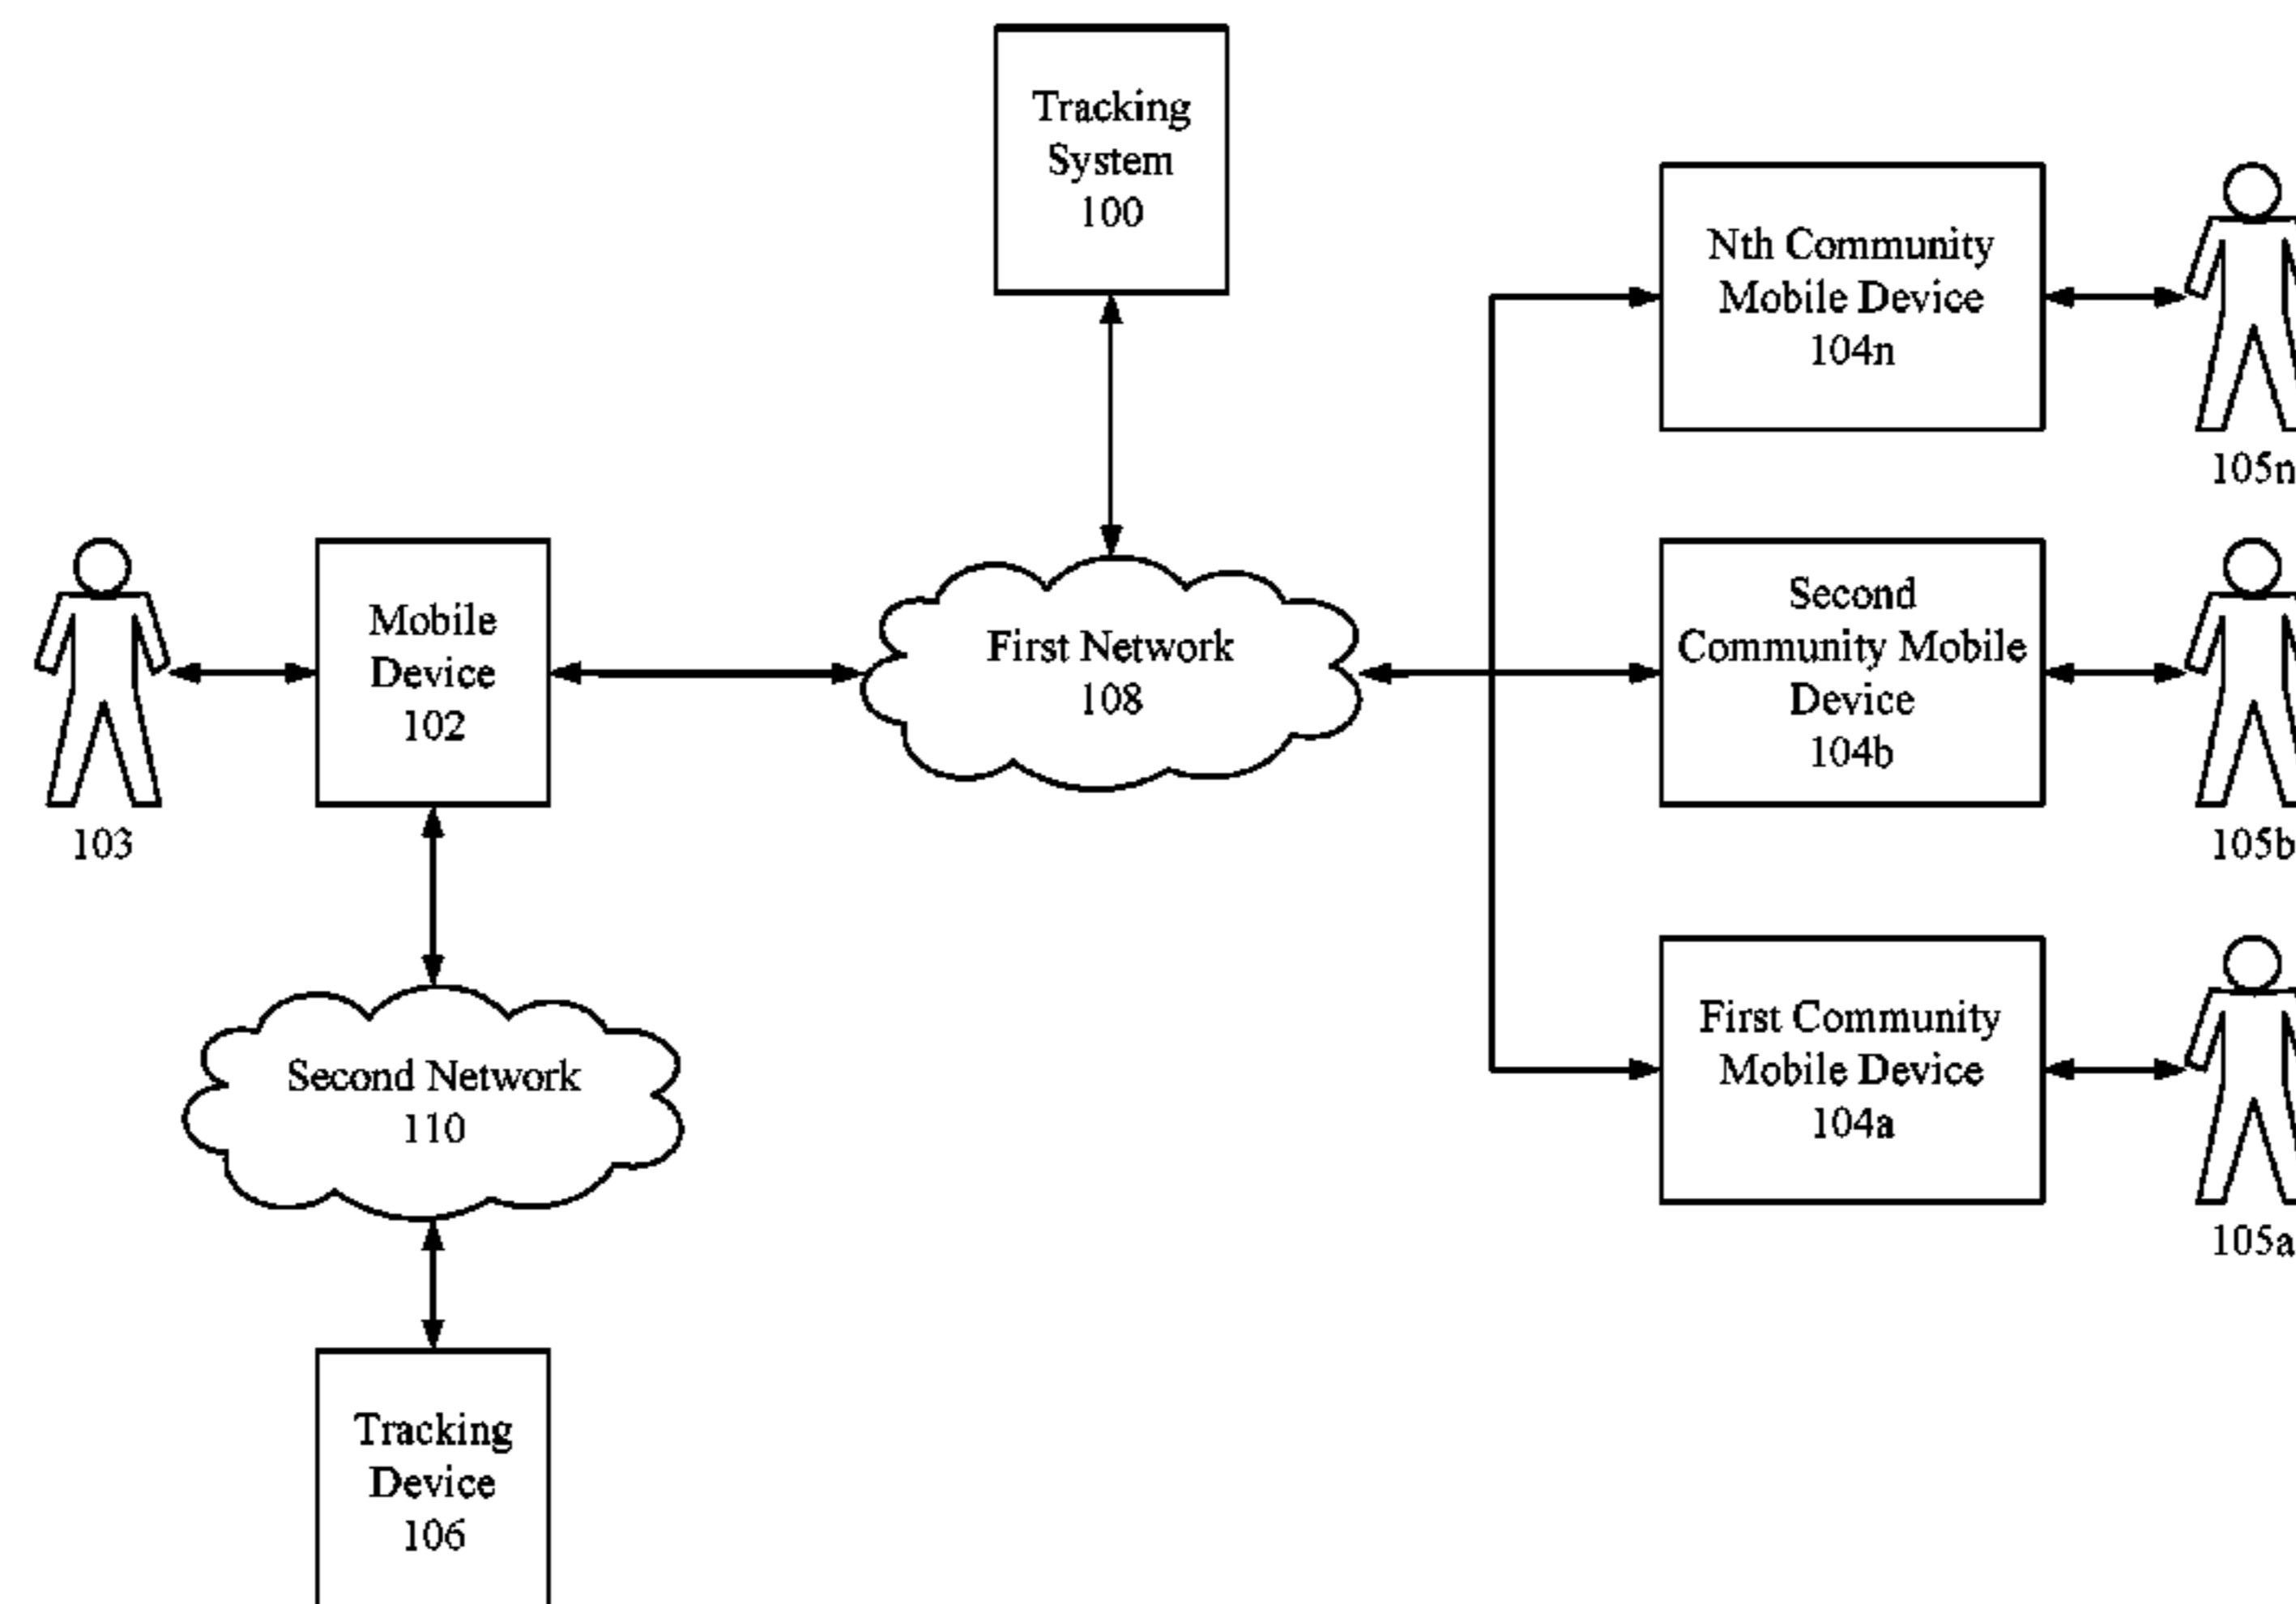 Tracking
System
100
Nth Community
Mobile Device
104n
105n
Mobile
Device
102
103
First Network
108
Second
Community Mobile
Device
104b
105b
Second Network
110
First Community
Mobile Device
104a
105a
Tracking
Device
106